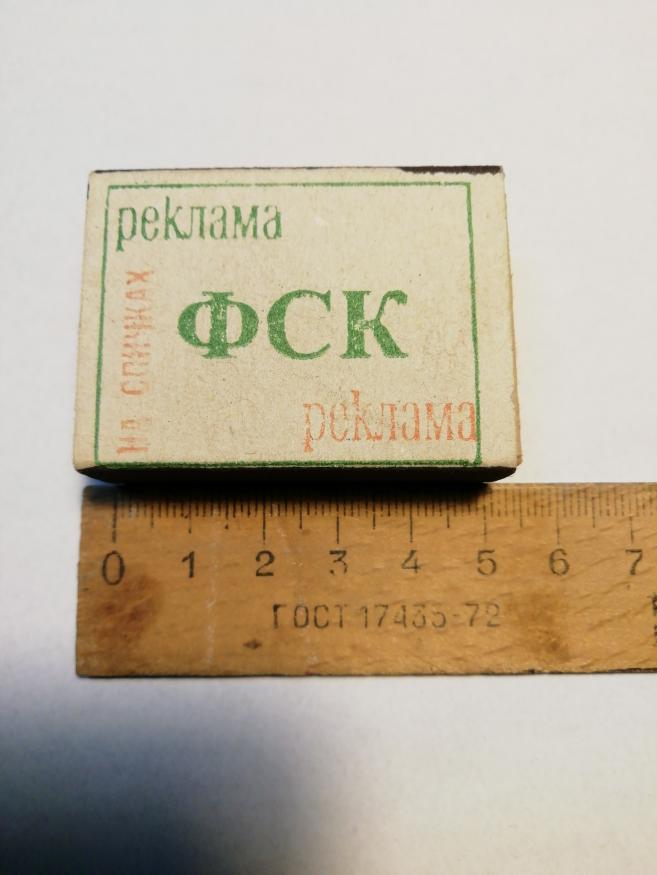 реклама
НА СПИЧКАХ
ФСК
реклама
0 1 2 3 4 5 6 7
ГОСТ 17435-72